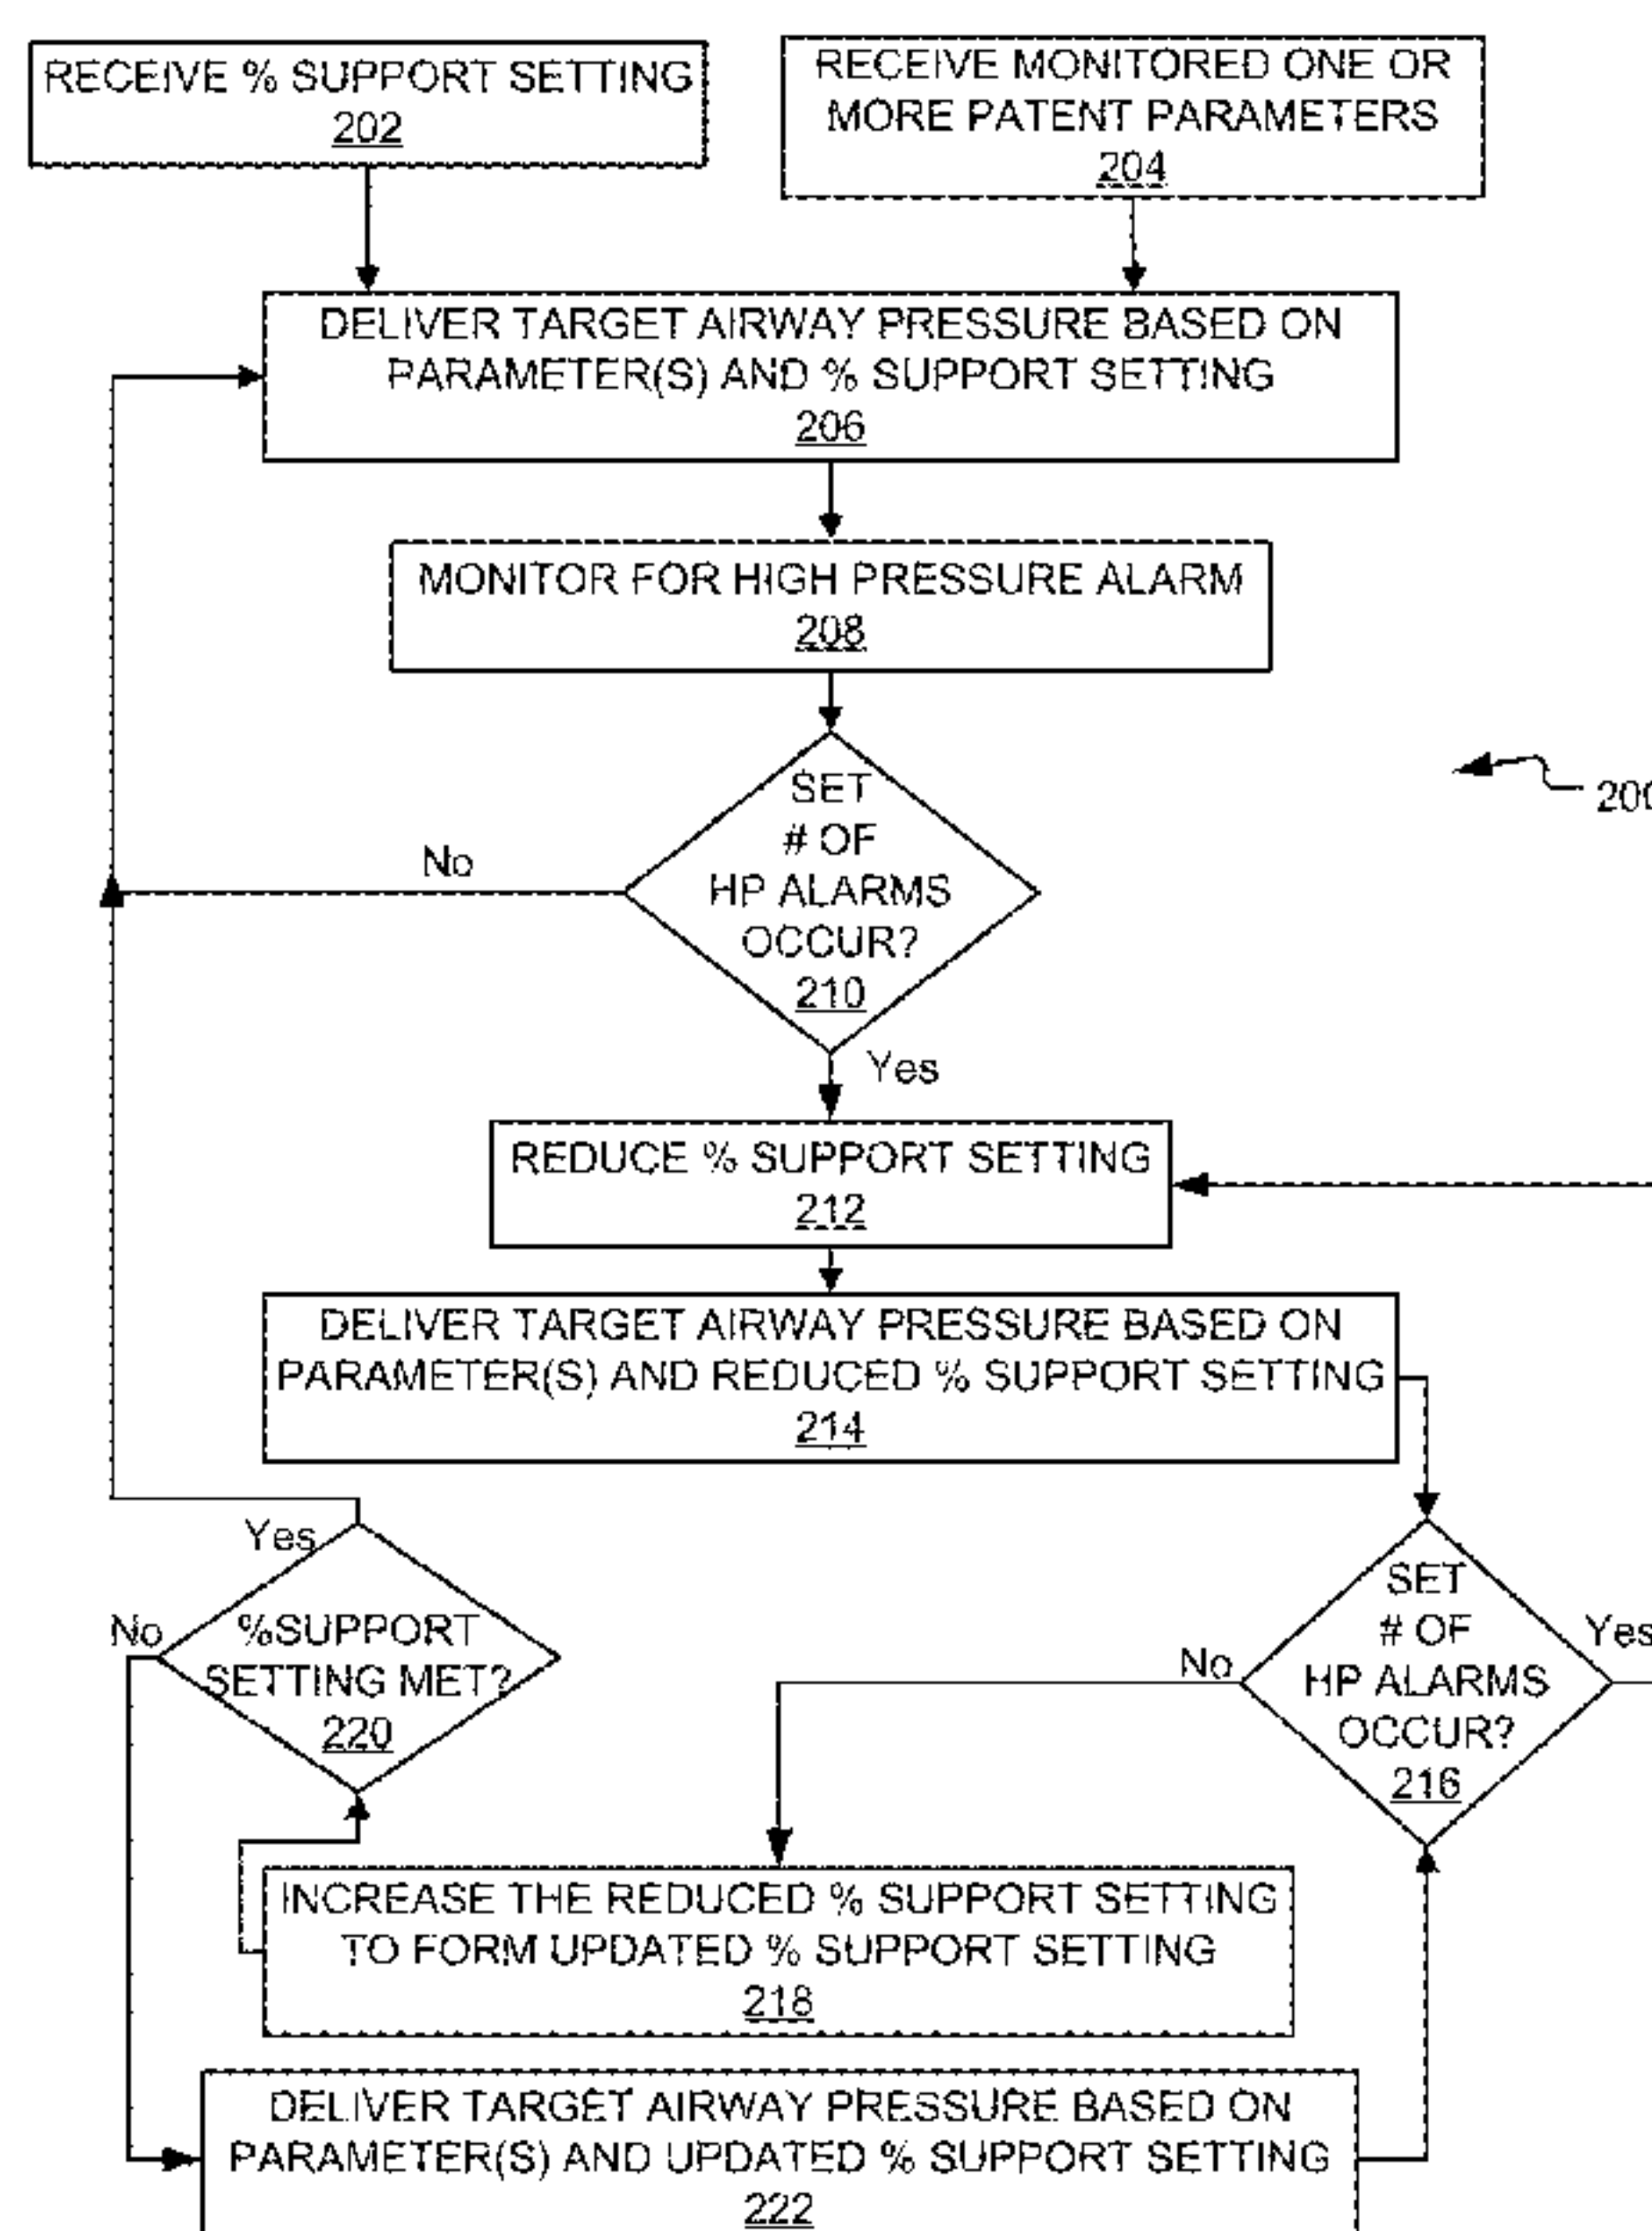 RECEIVE % SUPPORT SETTING
202
RECEIVE MONITORED ONE OR
MORE PATENT PARAMETERS
204
DELIVER TARGET AIRWAY PRESSURE BASED ON
PARAMETER(S) AND % SUPPORT SETTING
206
MONITOR FOR HIGH PRESSURE ALARM
208
SET
# OF
HP ALARMS
OCCUR?
210
No
Yes
200
REDUCE % SUPPORT SETTING
212
DELIVER TARGET AIRWAY PRESSURE BASED ON
PARAMETER(S) AND REDUCED % SUPPORT SETTING
214
Yes
No
%SUPPORT
SETTING MET?
220
SET
# OF
HP ALARMS
OCCUR?
216
No
Yes
INCREASE THE REDUCED % SUPPORT SETTING
TO FORM UPDATED % SUPPORT SETTING
218
DELIVER TARGET AIRWAY PRESSURE BASED ON
PARAMETER(S) AND UPDATED % SUPPORT SETTING
222